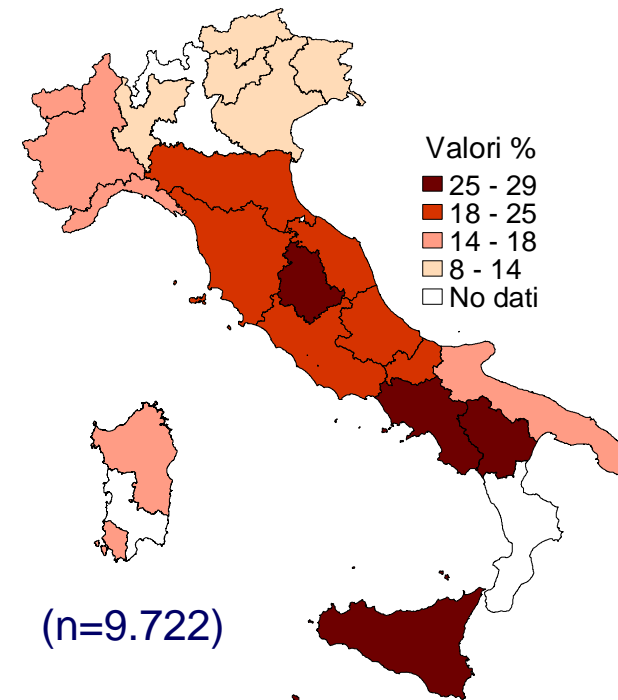 Valori %
25 - 29
18 - 25
14 - 18
8 - 14
No dati
(n=9.722)